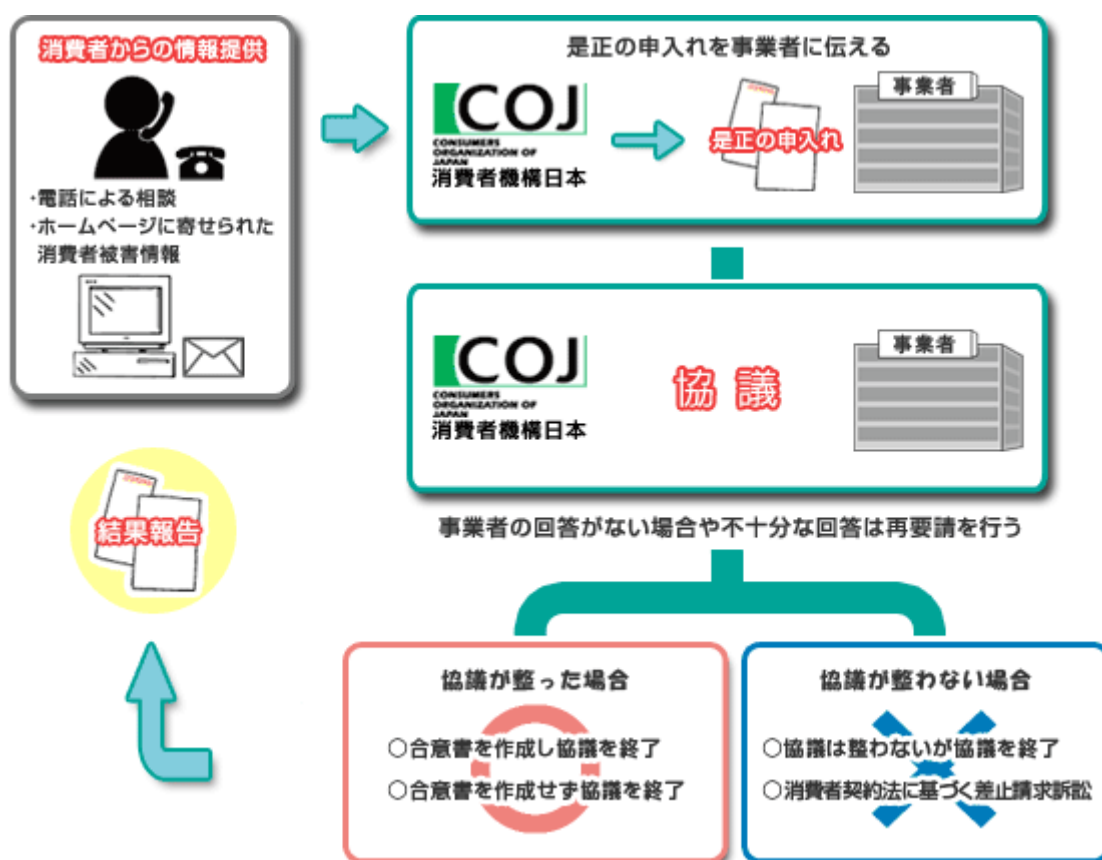 消費者からの情報提供
・電話による相談
・ホームページに寄せられた
消費者被害情報
是正の申入れを事業者に伝える
COJ
CONSUMERS
ORGANIZATION OF
JAPAN
消費者機構日本
是正の申入れ
事業者
COJ
CONSUMERS
ORGANIZATION OF
JAPAN
消費者機構日本
協議
事業者
事業者の回答がない場合や不十分な回答は再要請を行う
結果報告
協議が整った場合
○合意書を作成し協議を終了
○合意書を作成せず協議を終了
協議が整わない場合
○協議は整わないが協議を終了
○消費者契約法に基づく差止請求訴訟